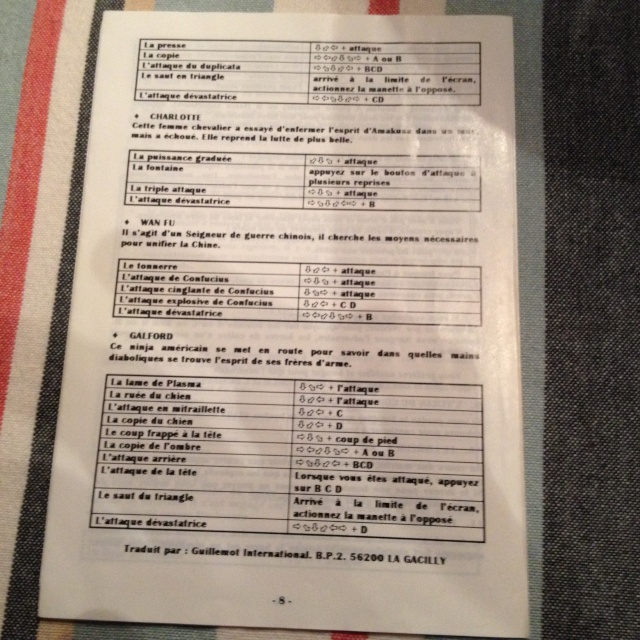 La presse ⇩⬃⇦ + attaque
La copie ⇨⇦⬃⇩⬂⇨ + A ou B
L'attaque du duplicata ⇨⬂⇩⬃⇦ + BCD
Le saut en triangle arrivé à la limite de l'écran,
actionnez la manette à l'opposé.
L'attaque dévastatrice + CD
♦ CHARLOTTE
Cette femme chevalier a essayé d'enfermer l'esprit d'Amakusa dans un mur,
mais a échoué. Elle reprend la lutte de plus belle.
La puissance graduée + attaque
La fontaine appuyez sur le bouton d'attaque à
plusieurs reprises
La triple attaque + attaque
L'attaque dévastatrice + B
♦ WAN FU
Il s'agit d'un Seigneur de guerre chinois, il cherche les moyens nécessaires
pour unifier la Chine.
Le tonnerre ⇩⬃⇦ + attaque
L'attaque de Confucius ⇨⇩⬂ + attaque
L'attaque cinglante de Confucius ⇩⬂⇨ + attaque
L'attaque explosive de Confucius ⇩⬃⇦ + C D
L'attaque dévastatrice ⇨⇦⬃⇩⬂⇨ + B
♦ GALFORD
Ce ninja américain se met en route pour savoir dans quelles mains
diaboliques se trouve l'esprit de ses frères d'arme.
La lame de Plasma ⇩⬂⇨ + l'attaque
La ruée du chien ⇩⬃⇦ + l'attaque
L'attaque en mitraillette ⇩⬃⇦ + C
La copie du chien ⇩⬃⇦ + D
Le coup frappé à la tête ⇨⇩⬂ + coup de pied
La copie de l'ombre ⇨⇦⬃⇩⬂⇨ + A ou B
L'attaque arrière ⇨⬂⇩⬃⇦ + BCD
L'attaque de la tête Lorsque vous êtes attaqué, appuyez
sur B C D
Le saut du triangle Arrivé à la limite de l'écran,
actionnez la manette à l'opposé
L'attaque dévastatrice + D
Traduit par : Guillemot International. B.P.2. 56200 LA GACILLY
- 8 -